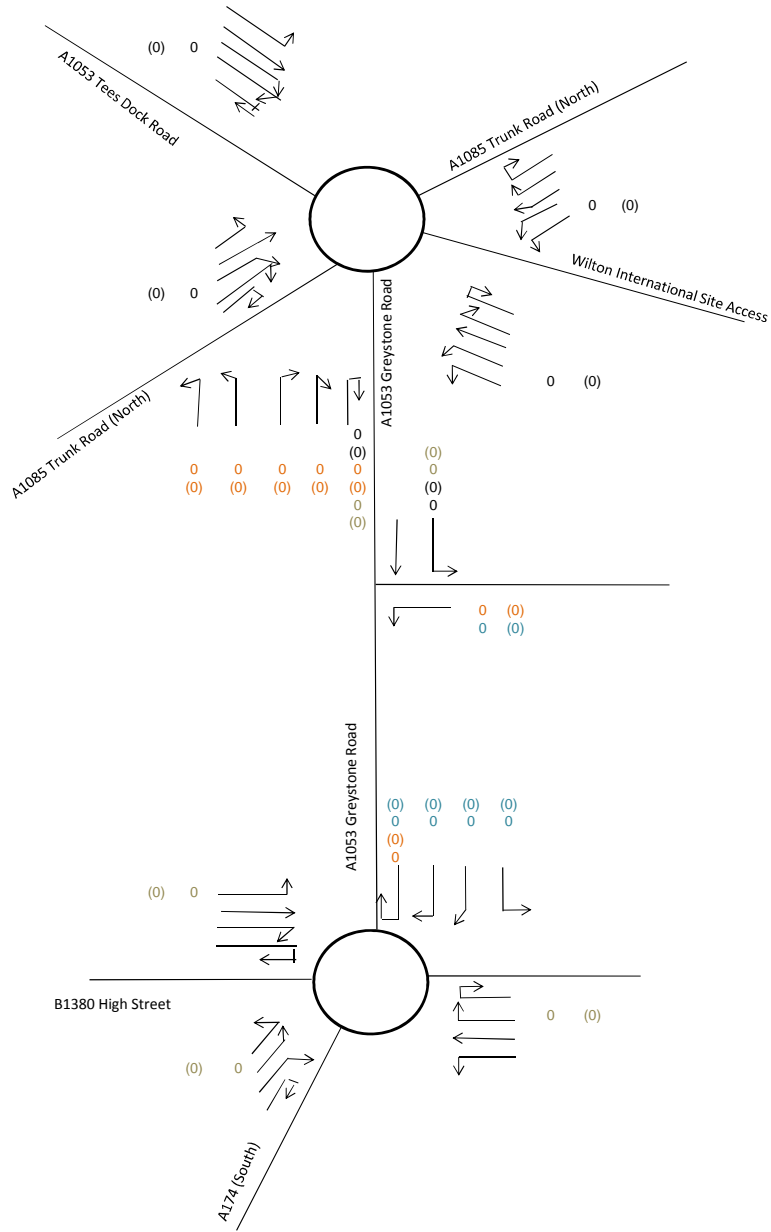 (0) 0
A1053 Tees Dock Road
A1085 Trunk Road (North)
0 (0)
Wilton International Site Access
(0) 0
A1053 Greystone Road
0 (0)
A1085 Trunk Road (North)
0
(0)
(0)
0 0 0 0 0 0
(0) (0) (0) (0) (0) (0)
0 0
(0)
0 (0)
0 (0)
A1053 Greystone Road
(0) (0) (0) (0)
0 0 0 0
(0)
0
(0) 0
B1380 High Street
0 (0)
(0) 0
A174 (South)